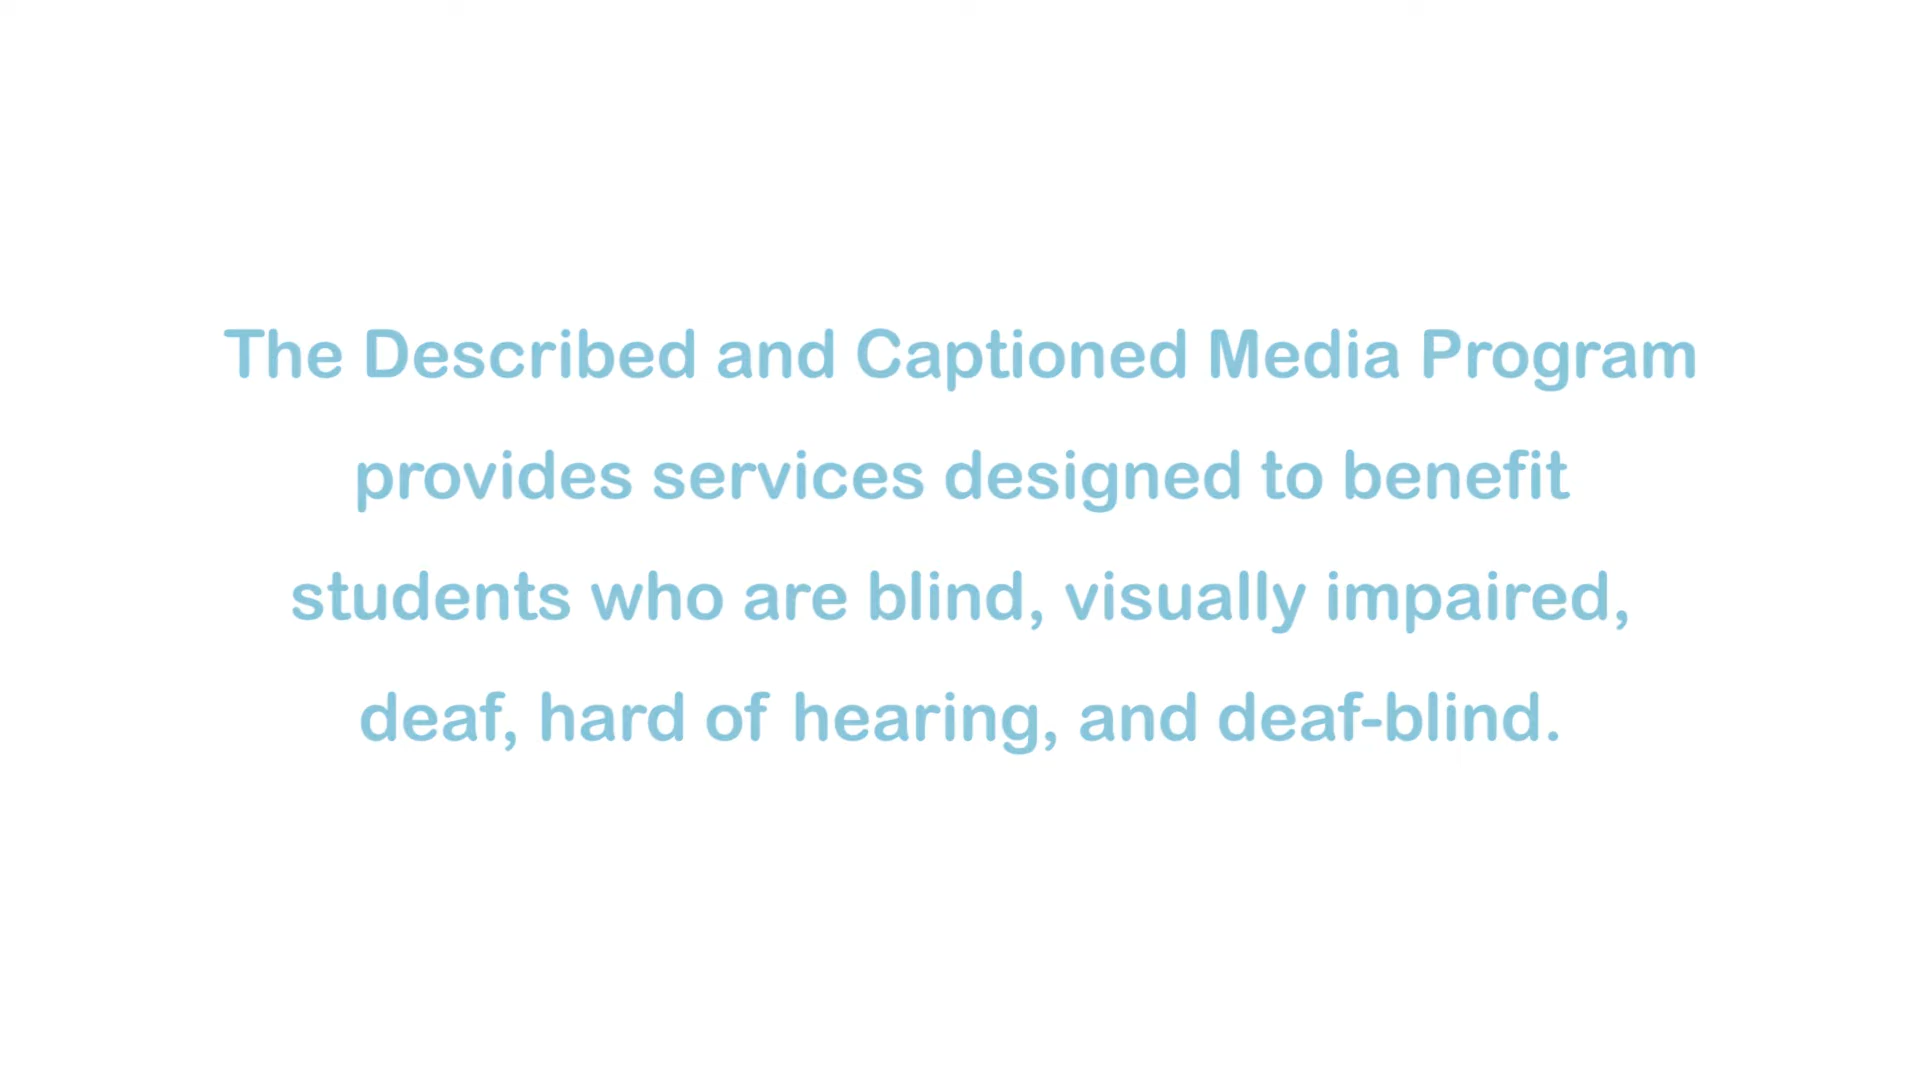 The Described and Captioned Media Program
provides services designed to benefit
students who are blind, visually impaired,
deaf, hard of hearing, and deaf-blind.